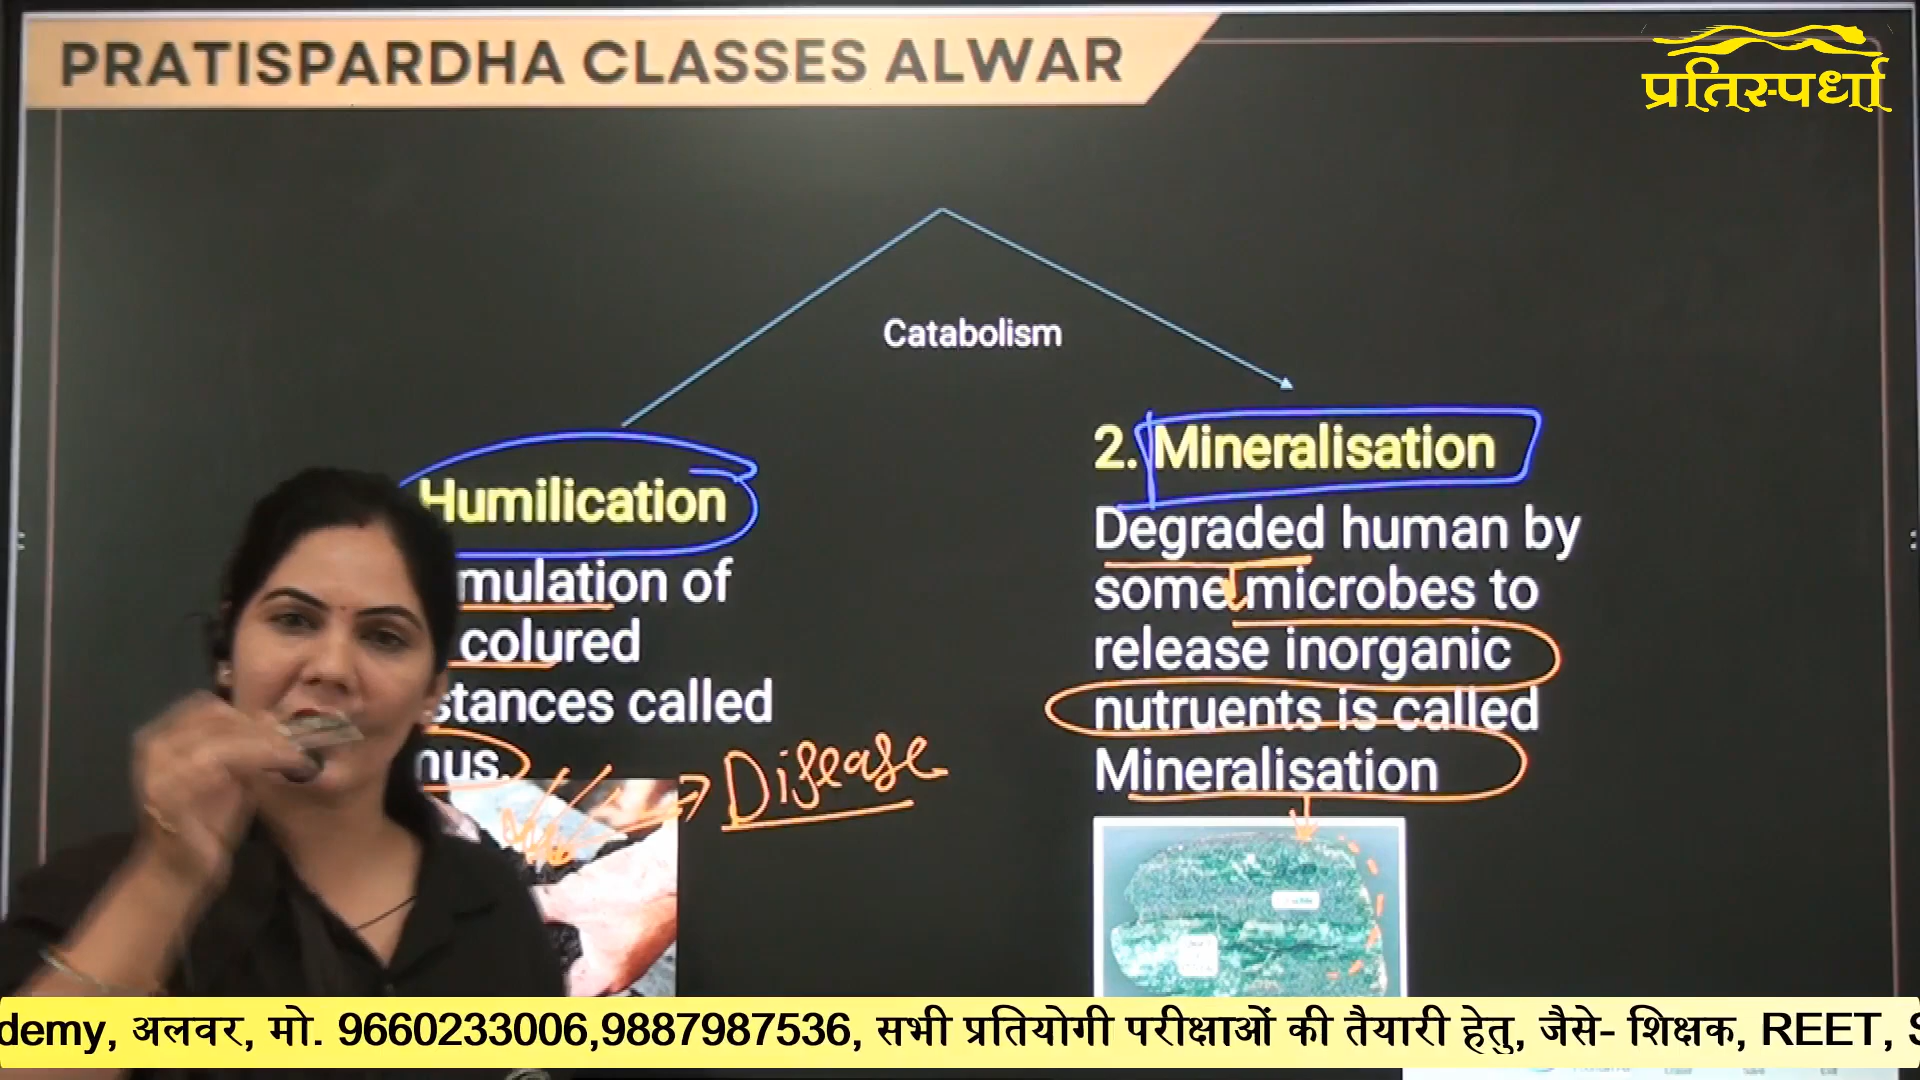 PRATISPARDHA CLASSES ALWAR
प्रतिस्पर्धा
Catabolism
Humilication
mulation of
colured
stances called
nus.
Disease
2. Mineralisation
Degraded human by
some microbes to
release inorganic
nutruents is called
Mineralisation
demy, अलवर, मो. 9660233006,9887987536, सभी प्रतियोगी परीक्षाओं की तैयारी हेतु, जैसे- शिक्षक, REET, S